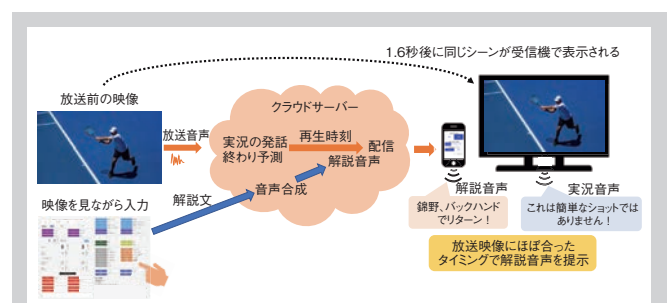 1.6秒後に同じシーンが受信機で表示される
放送前の映像
クラウドサーバー
放送音声
実況の発話
終わり予測
再生時刻
配信
解説音声
映像を見ながら入力
解説文
音声合成
解説音声
実況音声
錦野、バックハンド
でリターン！
これは簡単なショットでは
ありません！
放送映像にほぼ合った
タイミングで解説音声を提示